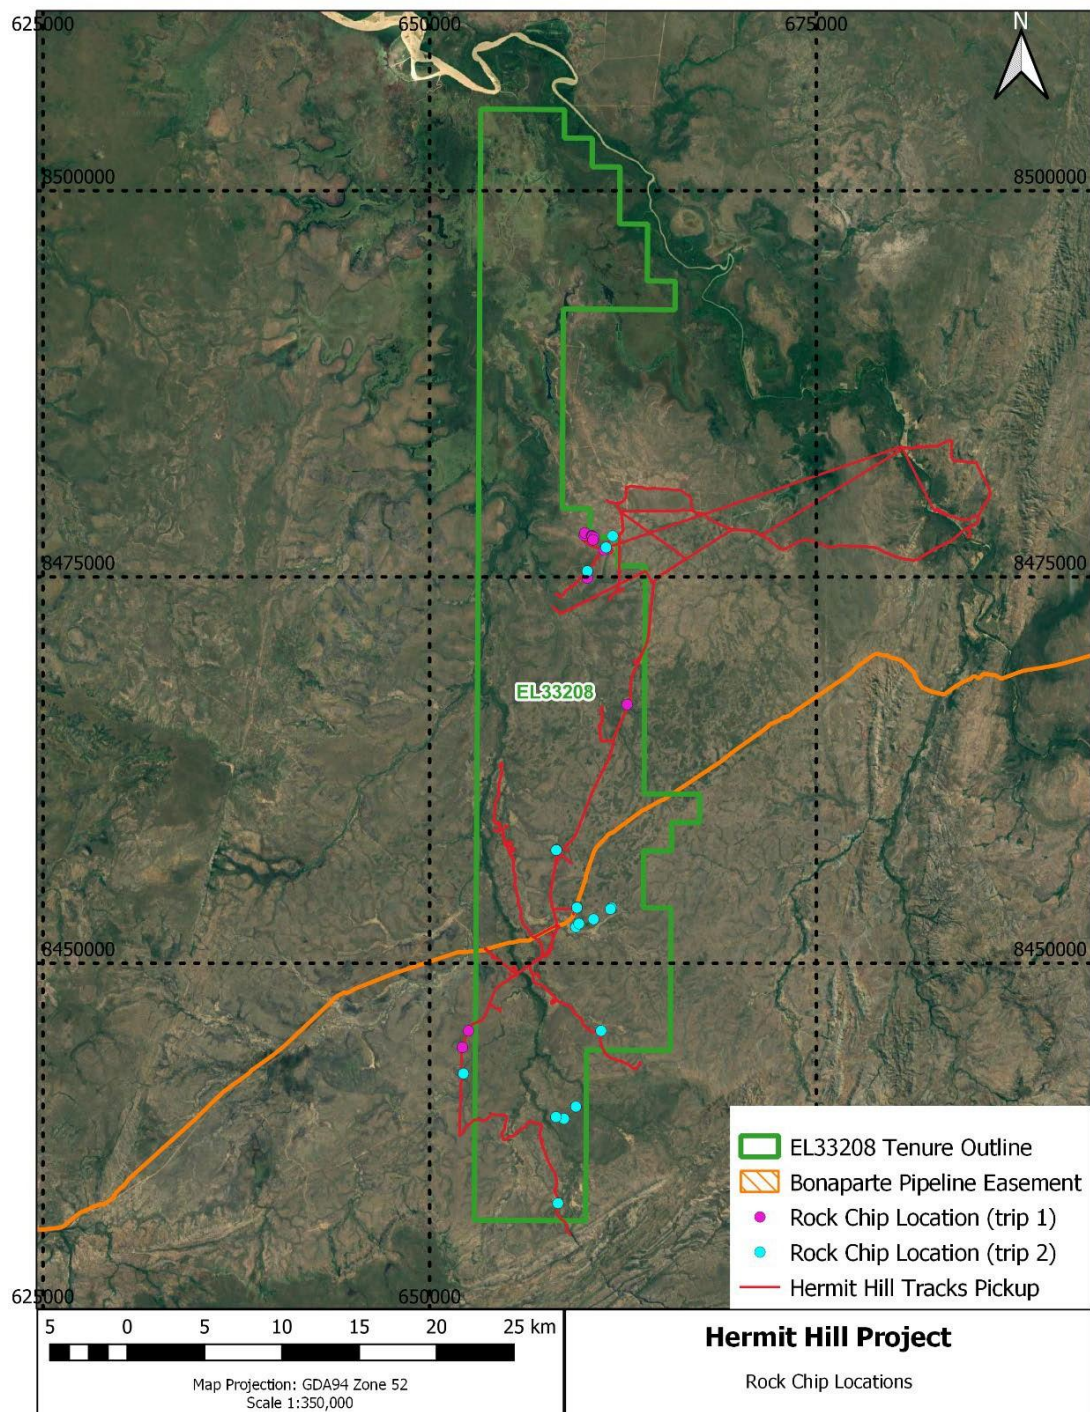 625000 650000 675000
N
8500000 8500000
8475000 8475000
EL33208
8450000 8450000
EL33208 Tenure Outline
Bonaparte Pipeline Easement
Rock Chip Location (trip 1)
Rock Chip Location (trip 2)
Hermit Hill Tracks Pickup
625000 650000
5 0 5 10 15 20 25 km
Map Projection: GDA94 Zone 52
Scale 1:350,000
Hermit Hill Project
Rock Chip Locations